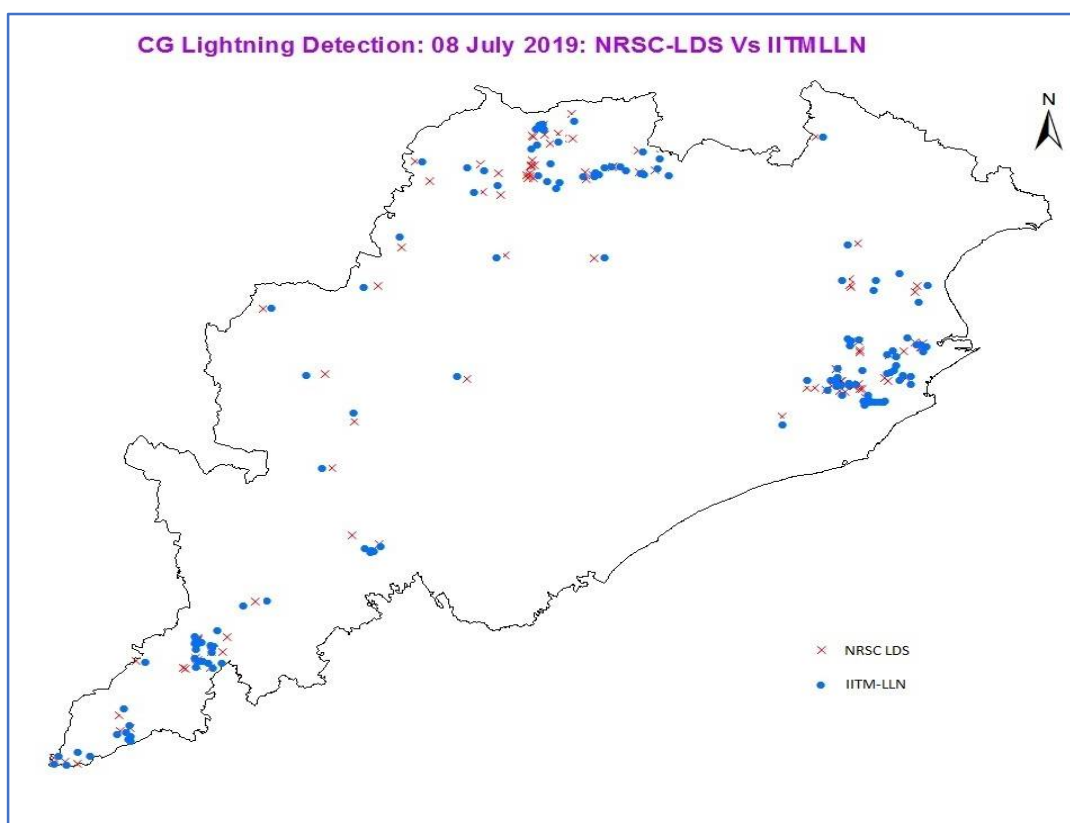 CG Lightning Detection: 08 July 2019: NRSC-LDS Vs IITMLLN
N
NRSC LDS
IITM-LLN